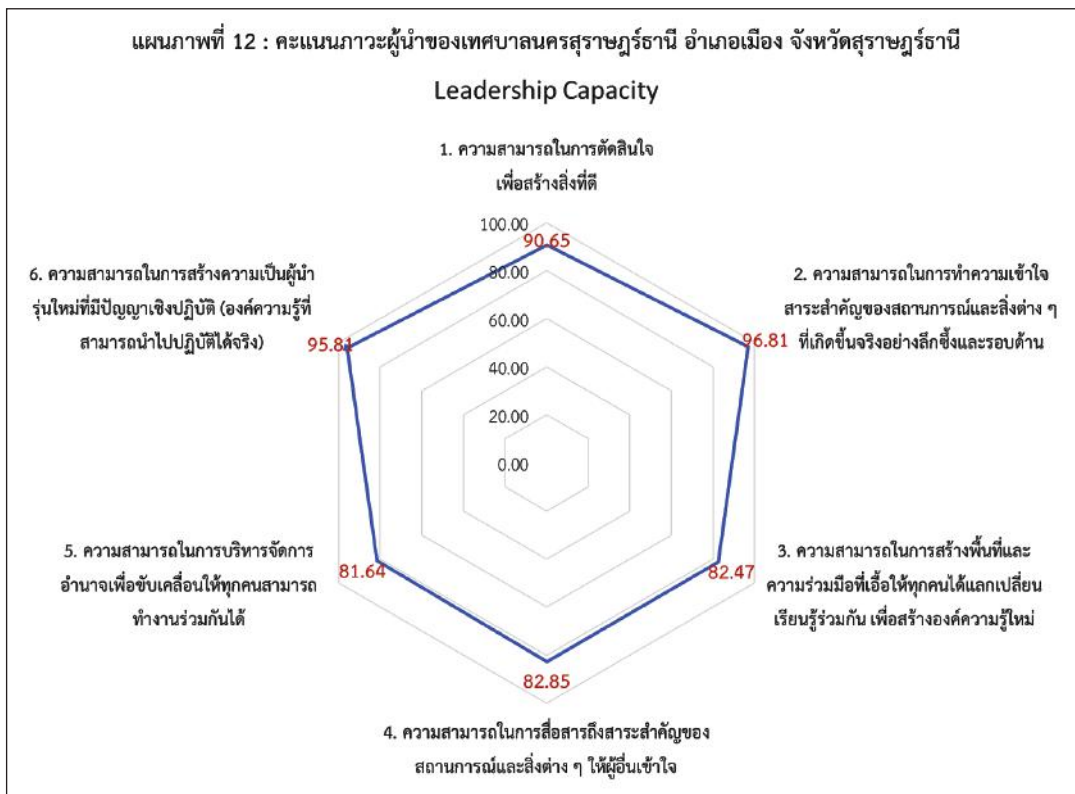 แผนภาพที่ 12 : คะแนนภาวะผู้นำของเทศบาลนครสุราษฎร์ธานี อำเภอเมือง จังหวัดสุราษฎร์ธานี
Leadership Capacity
1. ความสามารถในการตัดสินใจ
เพื่อสร้างสิ่งที่ดี
100.00
90.65
80.00
60.00
40.00
20.00
0.00
2. ความสามารถในการทำความเข้าใจ
สาระสำคัญของสถานการณ์และสิ่งต่าง ๆ
ที่เกิดขึ้นจริงอย่างลึกซึ้งและรอบด้าน
96.81
3. ความสามารถในการสร้างพื้นที่และ
ความร่วมมือที่เอื้อให้ทุกคนได้แลกเปลี่ยน
เรียนรู้ร่วมกัน เพื่อสร้างองค์ความรู้ใหม่
82.47
82.85
4. ความสามารถในการสื่อสารถึงสาระสำคัญของ
สถานการณ์และสิ่งต่าง ๆ ให้ผู้อื่นเข้าใจ
5. ความสามารถในการบริหารจัดการ
อำนาจเพื่อขับเคลื่อนให้ทุกคนสามารถ
ทำงานร่วมกันได้
81.64
6. ความสามารถในการสร้างความเป็นผู้นำ
รุ่นใหม่ที่มีปัญญาเชิงปฏิบัติ (องค์ความรู้ที่
สามารถนำไปปฏิบัติได้จริง)
95.81